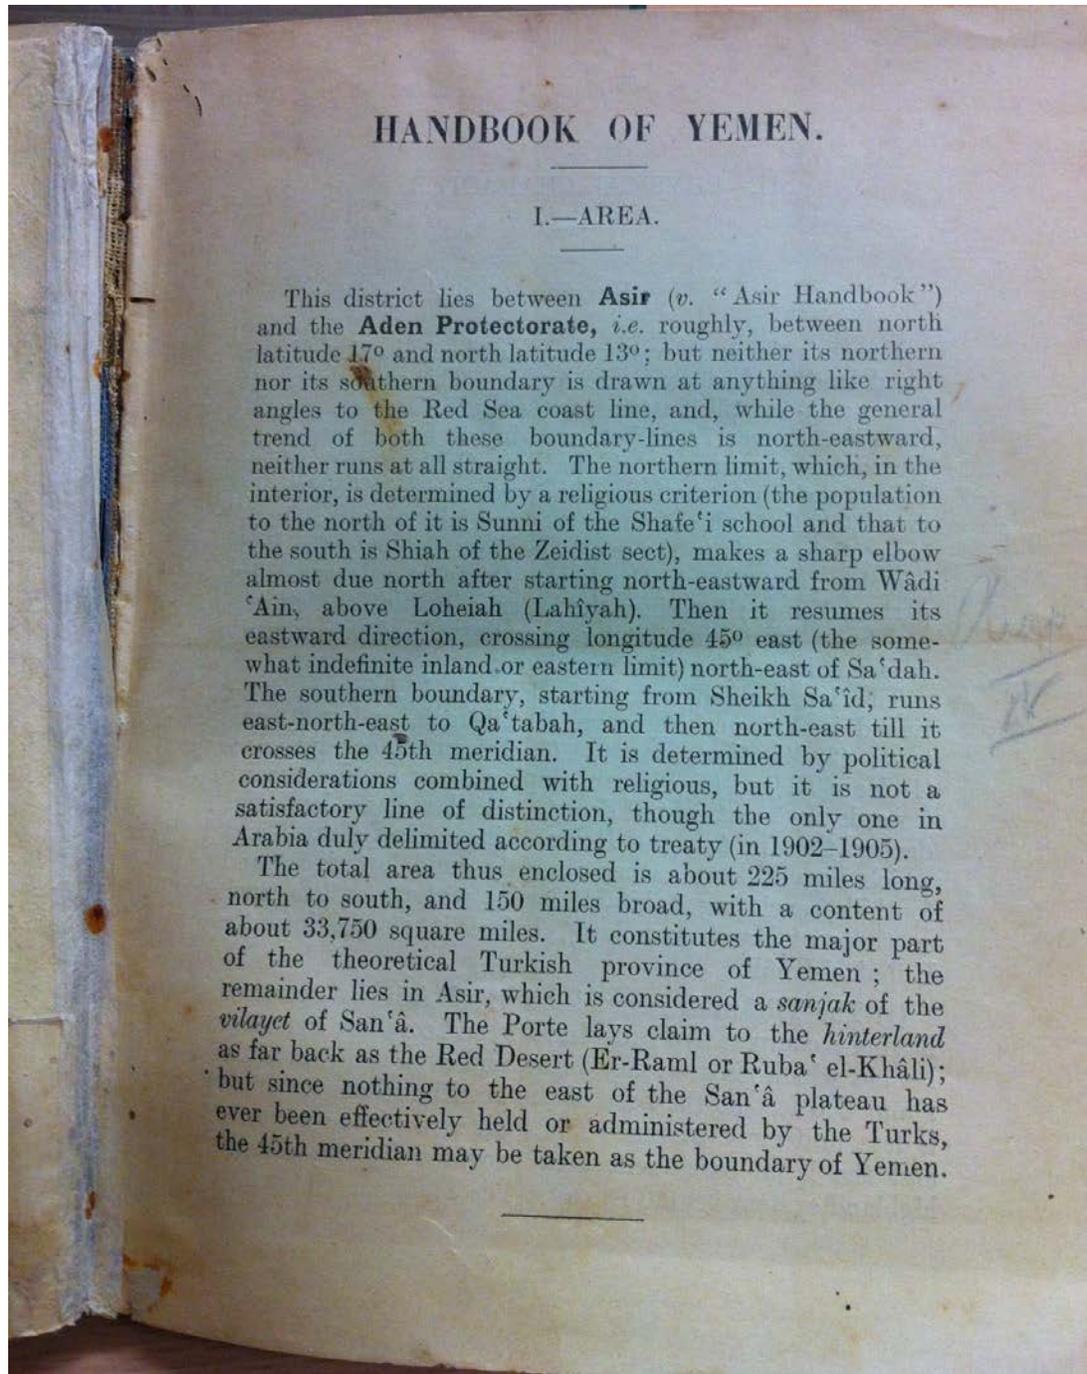 HANDBOOK OF YEMEN.
I.—AREA.
This district lies between Asir (v. “Asir Handbook”)
and the Aden Protectorate, i.e. roughly, between north
latitude 17º and north latitude 13º; but neither its northern
nor its southern boundary is drawn at anything like right
angles to the Red Sea coast line, and, while the general
trend of both these boundary-lines is north-eastward,
neither runs at all straight. The northern limit, which, in the
interior, is determined by a religious criterion (the population
to the north of it is Sunni of the Shafeʽi school and that to
the south is Shiah of the Zeidist sect), makes a sharp elbow
almost due north after starting north-eastward from Wâdi
ʽAin, above Loheiah (Lahîyah). Then it resumes its
eastward direction, crossing longitude 45º east (the some-
what indefinite inland or eastern limit) north-east of Saʽdah.
The southern boundary, starting from Sheikh Saʽîd, runs
east-north-east to Qaʽtabah, and then north-east till it
crosses the 45th meridian. It is determined by political
considerations combined with religious, but it is not a
satisfactory line of distinction, though the only one in
Arabia duly delimited according to treaty (in 1902–1905).
The total area thus enclosed is about 225 miles long,
north to south, and 150 miles broad, with a content of
about 33,750 square miles. It constitutes the major part
of the theoretical Turkish province of Yemen; the
remainder lies in Asir, which is considered a sanjak of the
vilayet of Sanʽâ. The Porte lays claim to the hinterland
as far back as the Red Desert (Er-Raml or Rubaʽ el-Khâli);
but since nothing to the east of the Sanʽâ plateau has
ever been effectively held or administered by the Turks,
the 45th meridian may be taken as the boundary of Yemen.
IV